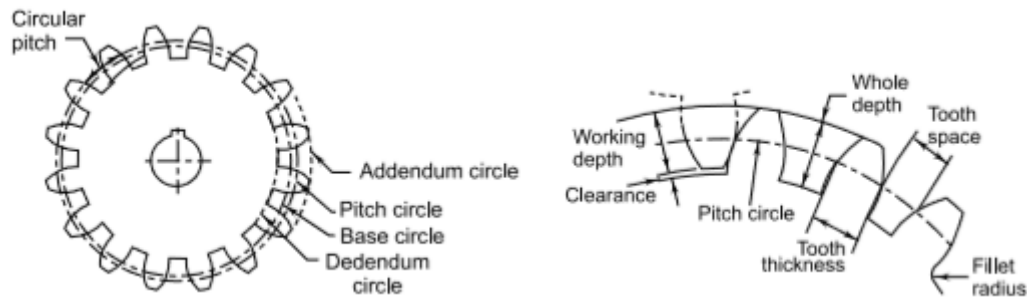 Circular
pitch
Addendum circle
Pitch circle
Base circle
Dedendum
circle
Whole
depth
Tooth
space
Working
depth
Clearance
Pitch circle
Tooth
thickness
Fillet
radius